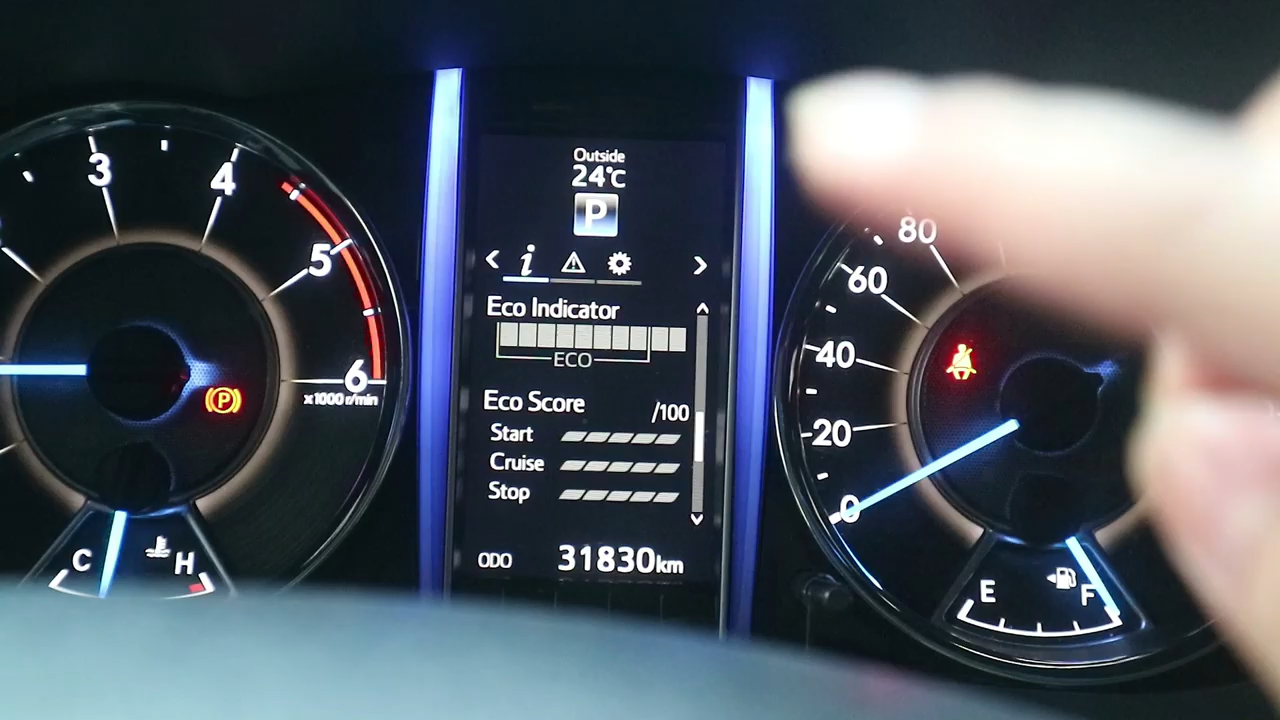 3
4
5
6
x1000 r/min
P
C
H
Outside
24°C
P
< i >
Eco Indicator
ECO
Eco Score /100
Start
Cruise
Stop
ODO 31830km
80
60
40
20
0
E
F